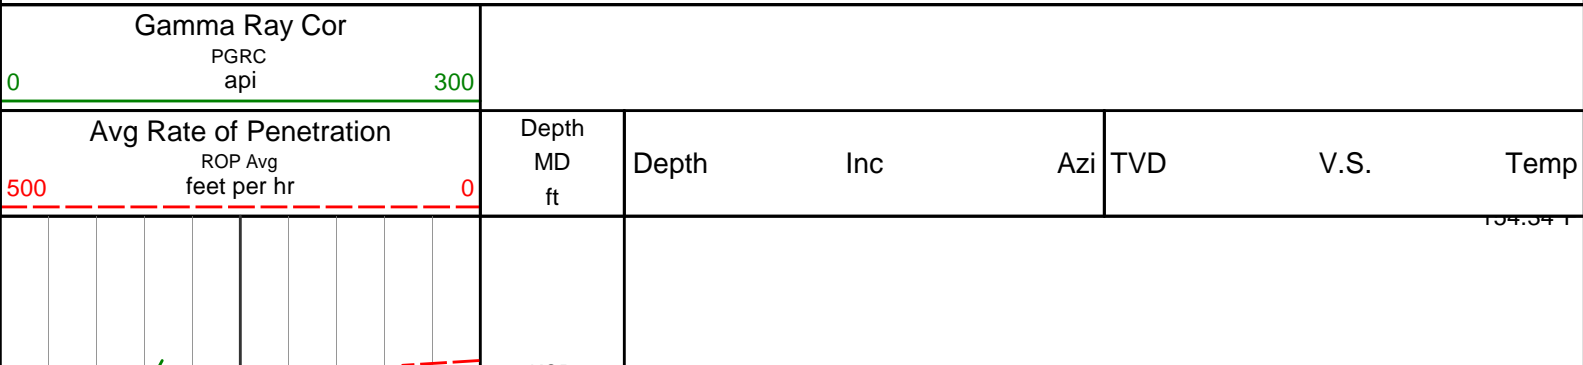 Gamma Ray Cor
PGRC
0 api 300
Avg Rate of Penetration
ROP Avg
500 feet per hr 0
Depth
MD
ft
Depth Inc Azi TVD V.S. Temp